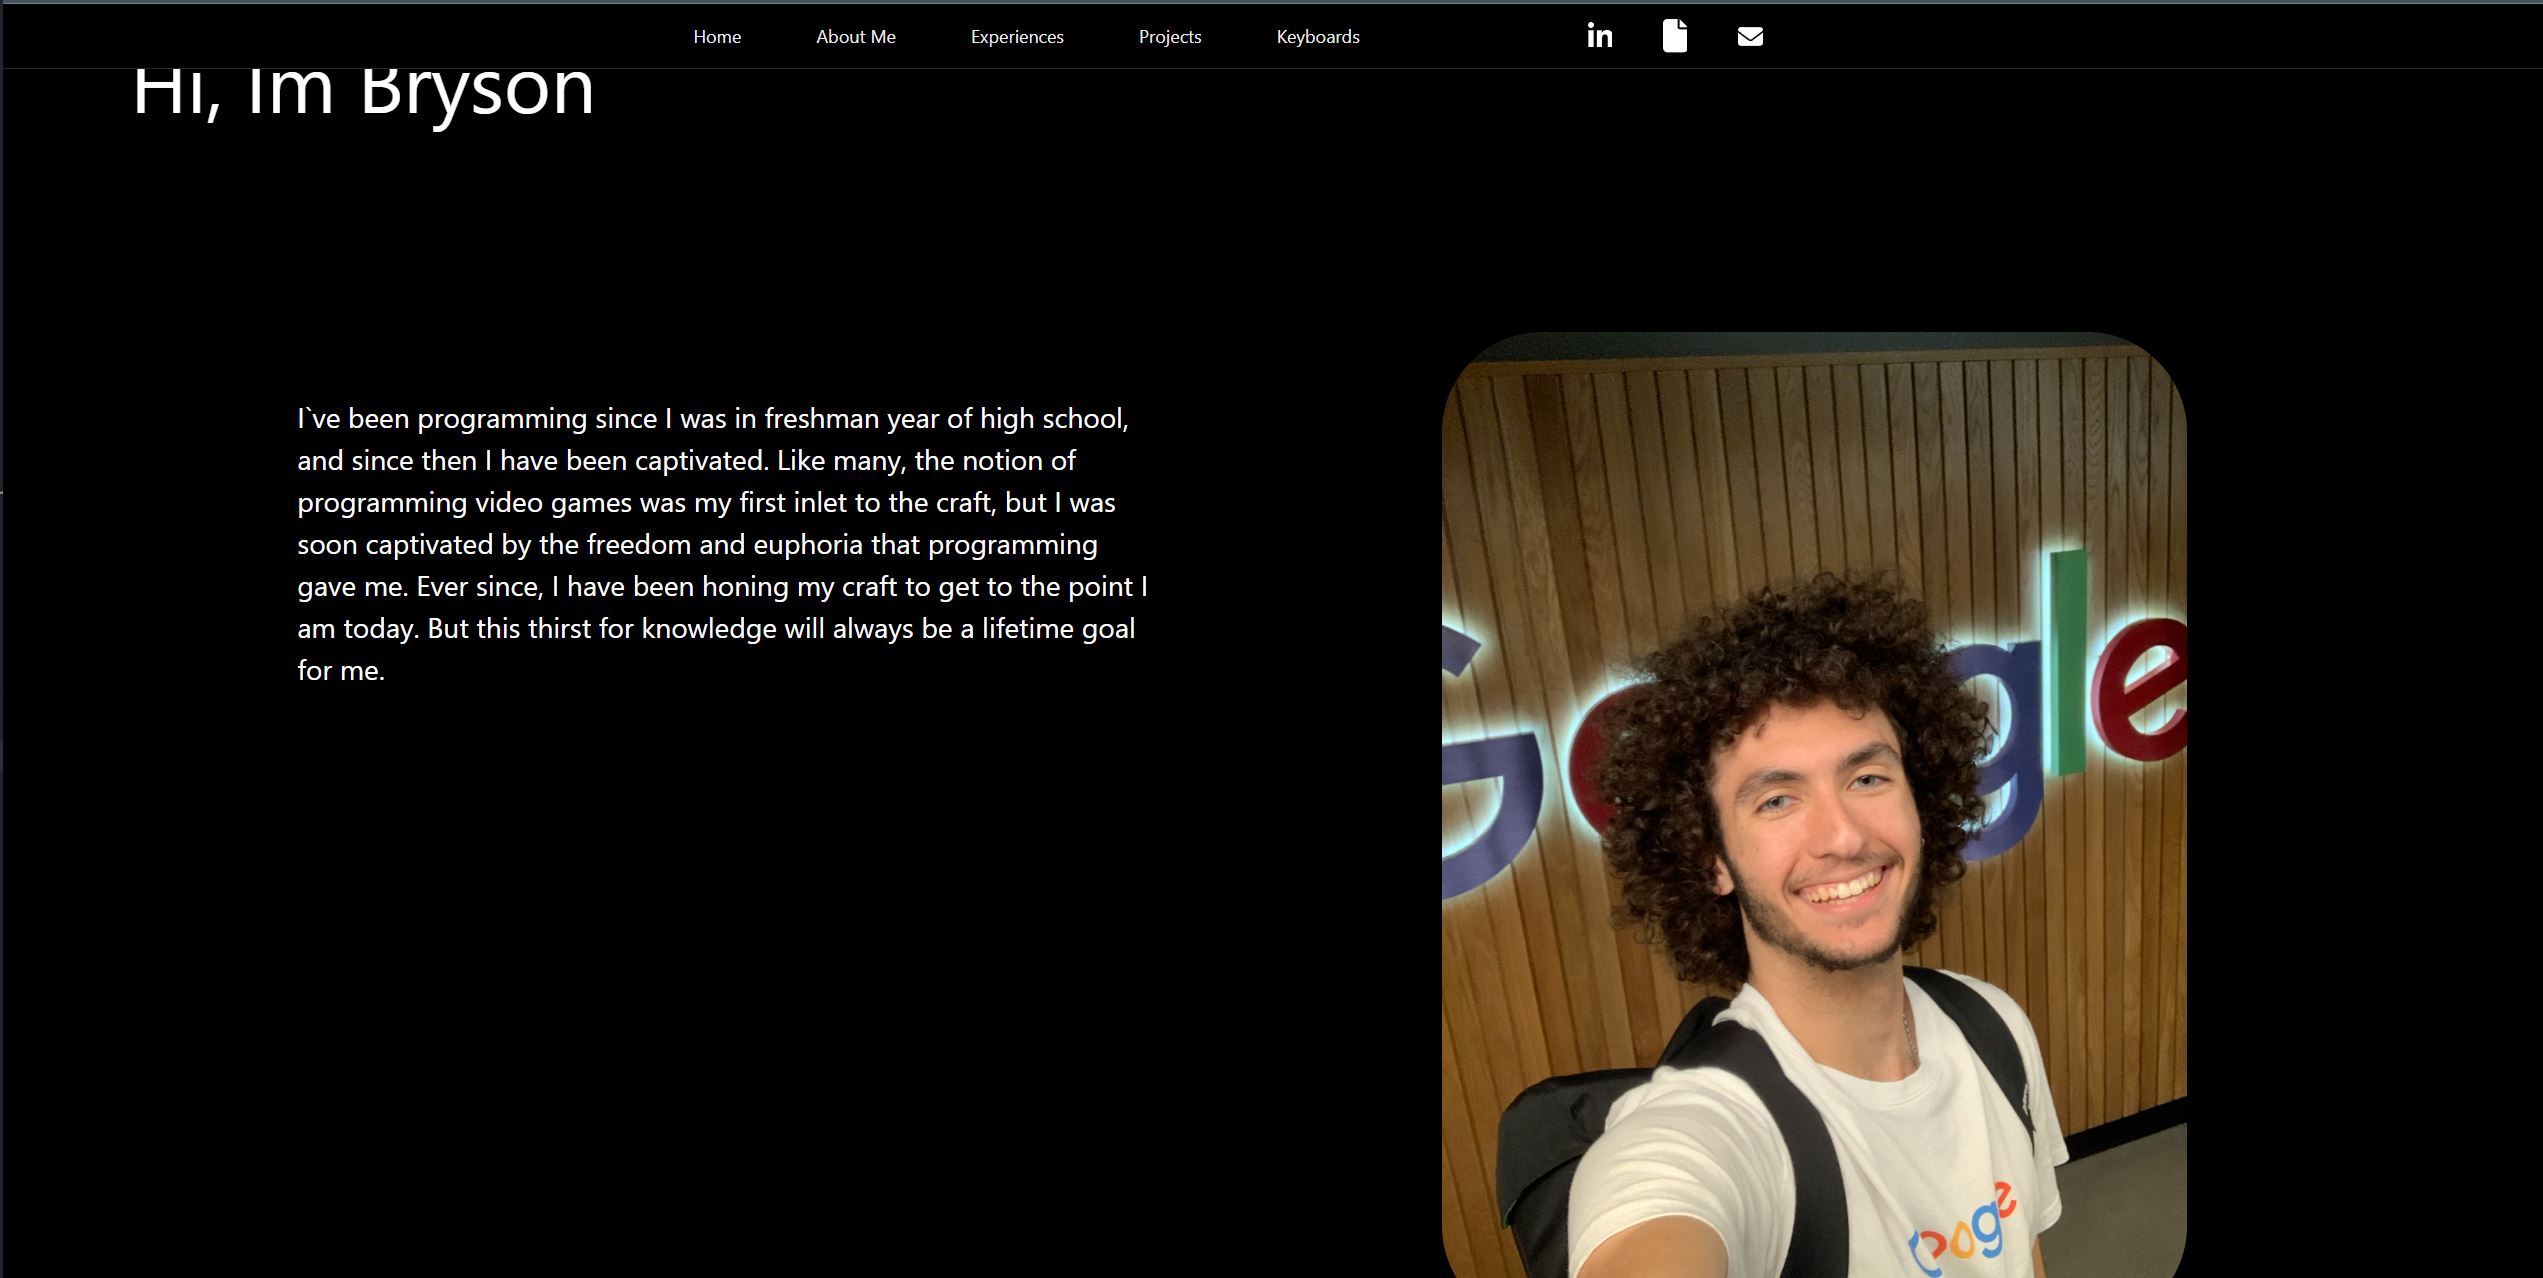 Home About Me Experiences Projects Keyboards in
Hi, Im Bryson
I`ve been programming since I was in freshman year of high school,
and since then I have been captivated. Like many, the notion of
programming video games was my first inlet to the craft, but I was
soon captivated by the freedom and euphoria that programming
gave me. Ever since, I have been honing my craft to get to the point I
am today. But this thirst for knowledge will always be a lifetime goal
for me.
Go gle